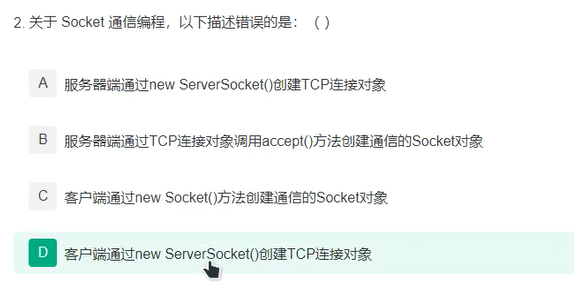 2. 关于 Socket 通信编程，以下描述错误的是：（ ）
A 服务器端通过new ServerSocket()创建TCP连接对象
B 服务器端通过TCP连接对象调用accept()方法创建通信的Socket对象
C 客户端通过new Socket()方法创建通信的Socket对象
D 客户端通过new ServerSocket()创建TCP连接对象